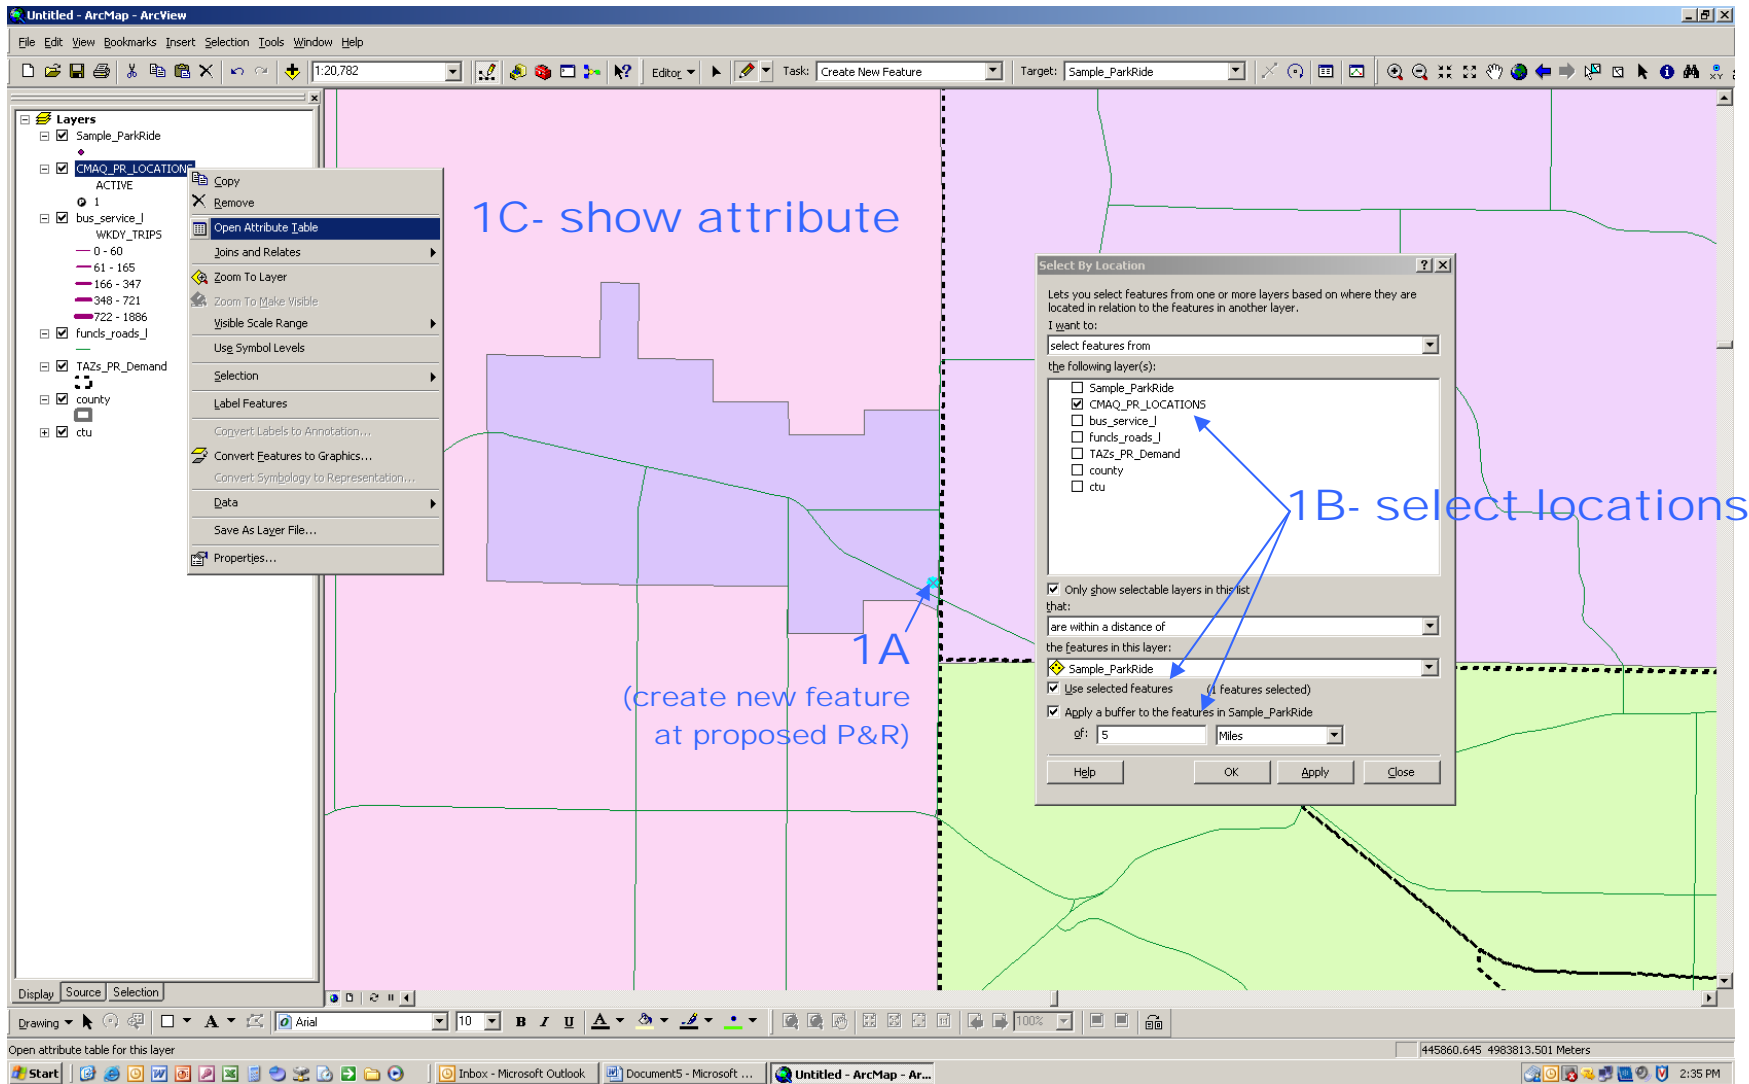 Untitled - ArcMap - ArcView
File Edit View Bookmarks Insert Selection Tools Window Help
1:20,782
Editor
Task: Create New Feature
Target: Sample_ParkRide
Layers
Sample_ParkRide
CMAQ_PR_LOCATIONS
ACTIVE
1
bus_service_l
WKDY_TRIPS
0 - 60
61 - 165
166 - 347
348 - 721
722 - 1886
funcls_roads_l
TAZs_PR_Demand
county
ctu
Copy
Remove
Open Attribute Table
Joins and Relates
Zoom To Layer
Zoom To Make Visible
Visible Scale Range
Use Symbol Levels
Selection
Label Features
Convert Labels to Annotation...
Convert Features to Graphics...
Convert Symbology to Representation...
Data
Save As Layer File...
Properties...
1C- show attribute
1A
(create new feature
at proposed P&R)
Select By Location
Lets you select features from one or more layers based on where they are
located in relation to the features in another layer.
I want to:
select features from
the following layer(s):
Sample_ParkRide
CMAQ_PR_LOCATIONS
bus_service_l
funcls_roads_l
TAZs_PR_Demand
county
ctu
1B- select locations
Only show selectable layers in this list
that:
are within a distance of
the features in this layer:
Sample_ParkRide
Use selected features (1 features selected)
Apply a buffer to the features in Sample_ParkRide
of: 5 Miles
Help OK Apply Close
Display Source Selection
Drawing A Arial 10 B I U A 100%
Open attribute table for this layer
445860.645 4983813.501 Meters
Start Inbox - Microsoft Outlook Document5 - Microsoft ... Untitled - ArcMap - Ar... 2:35 PM